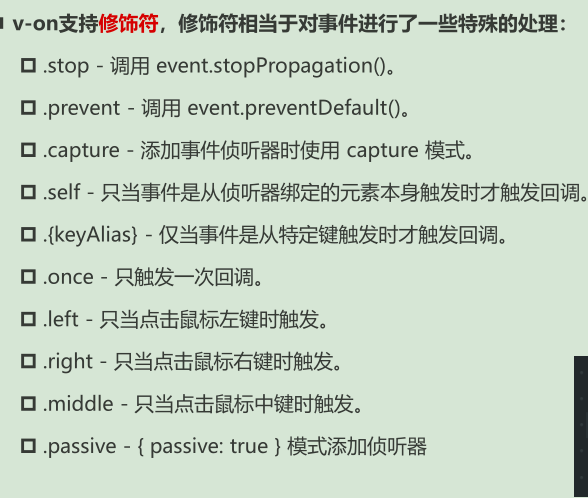 v-on支持修饰符，修饰符相当于对事件进行了一些特殊的处理：
.stop - 调用 event.stopPropagation()。
.prevent - 调用 event.preventDefault()。
.capture - 添加事件侦听器时使用 capture 模式。
.self - 只当事件是从侦听器绑定的元素本身触发时才触发回调。
.{keyAlias} - 仅当事件是从特定键触发时才触发回调。
.once - 只触发一次回调。
.left - 只当点击鼠标左键时触发。
.right - 只当点击鼠标右键时触发。
.middle - 只当点击鼠标中键时触发。
.passive - { passive: true } 模式添加侦听器